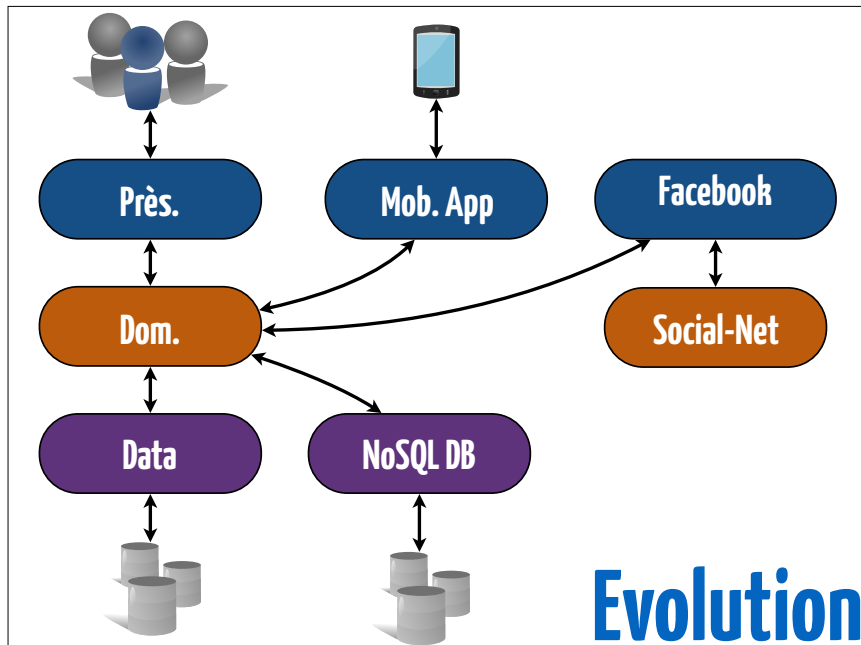 Près.
Mob. App
Facebook
Dom.
Social-Net
Data
NoSQL DB
Evolution